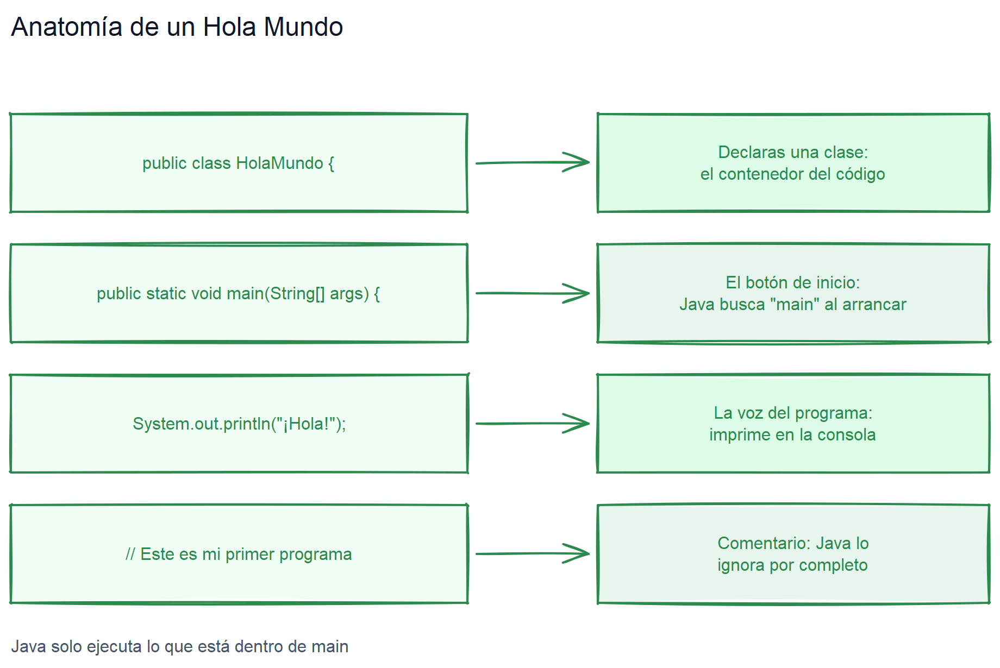 Anatomía de un Hola Mundo
public class HolaMundo {
Declaras una clase:
el contenedor del código
public static void main(String[] args) {
El botón de inicio:
Java busca "main" al arrancar
System.out.println("¡Hola!");
La voz del programa:
imprime en la consola
// Este es mi primer programa
Comentario: Java lo
ignora por completo
Java solo ejecuta lo que está dentro de main